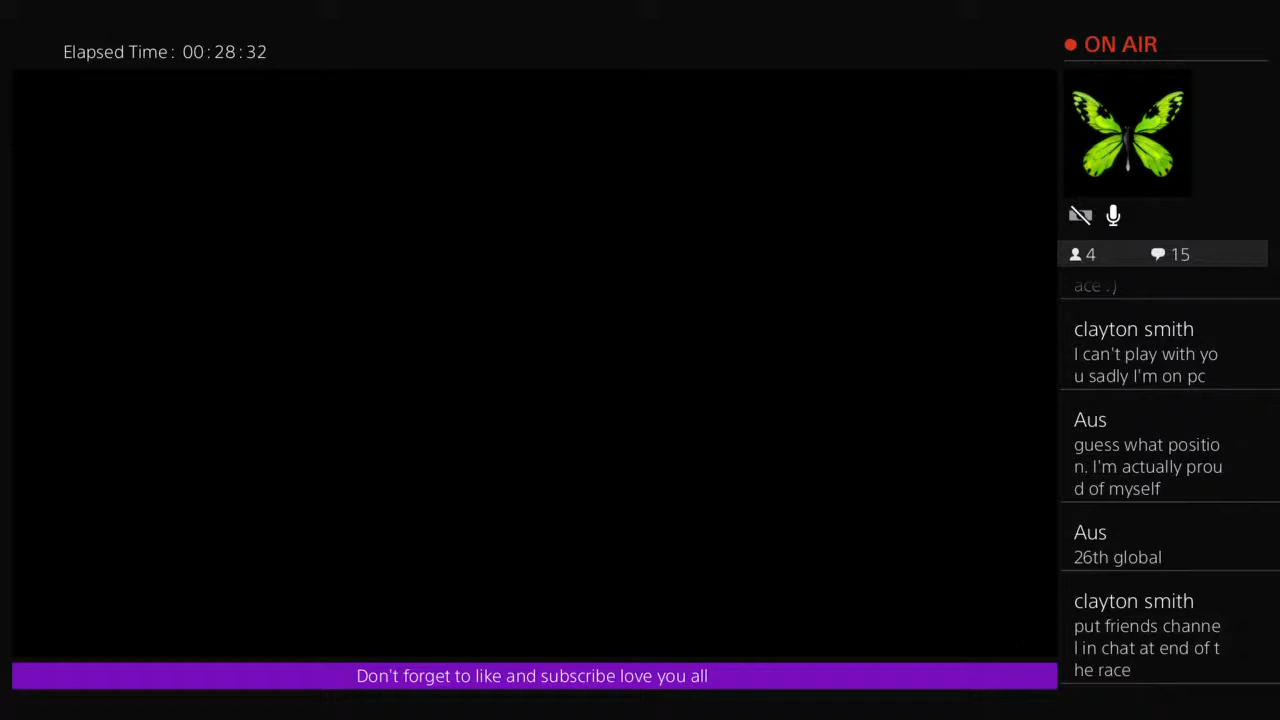 Elapsed Time: 00:28:32
ON AIR
4 15
ace :)
clayton smith
I can't play with yo
u sadly I'm on pc
Aus
guess what positio
n. I'm actually prou
d of myself
Aus
26th global
clayton smith
put friends channe
l in chat at end of t
he race
Don't forget to like and subscribe love you all